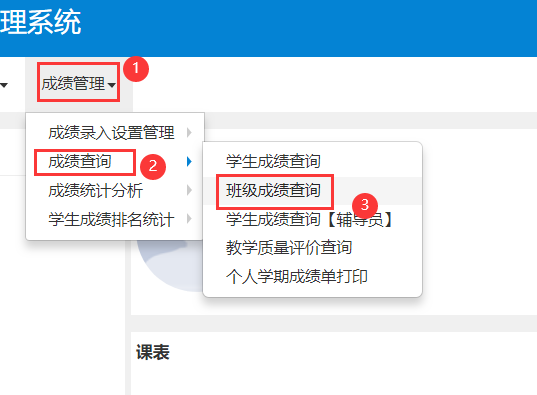 理系统
成绩管理
1
成绩录入设置管理
成绩查询
2
成绩统计分析
学生成绩排名统计
学生成绩查询
班级成绩查询
3
学生成绩查询【辅导员】
教学质量评价查询
个人学期成绩单打印
课表